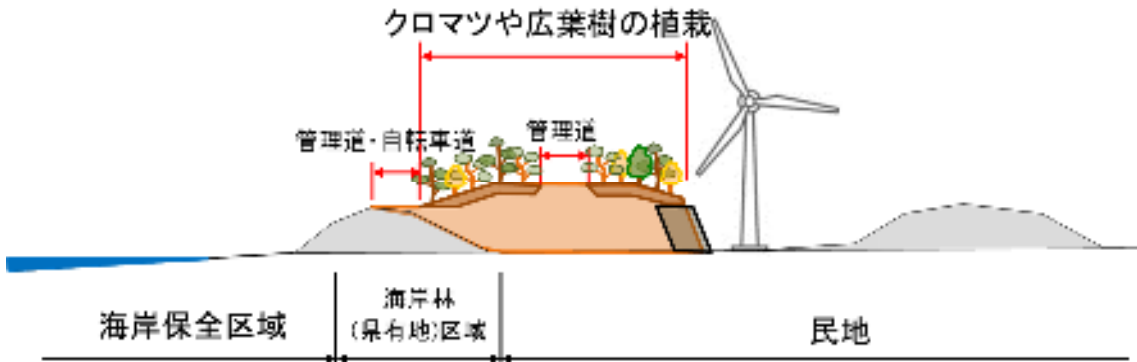 クロマツや広葉樹の植栽
管理道・自転車道
管理道
海岸保全区域
海岸林
(県有地)区域
民地